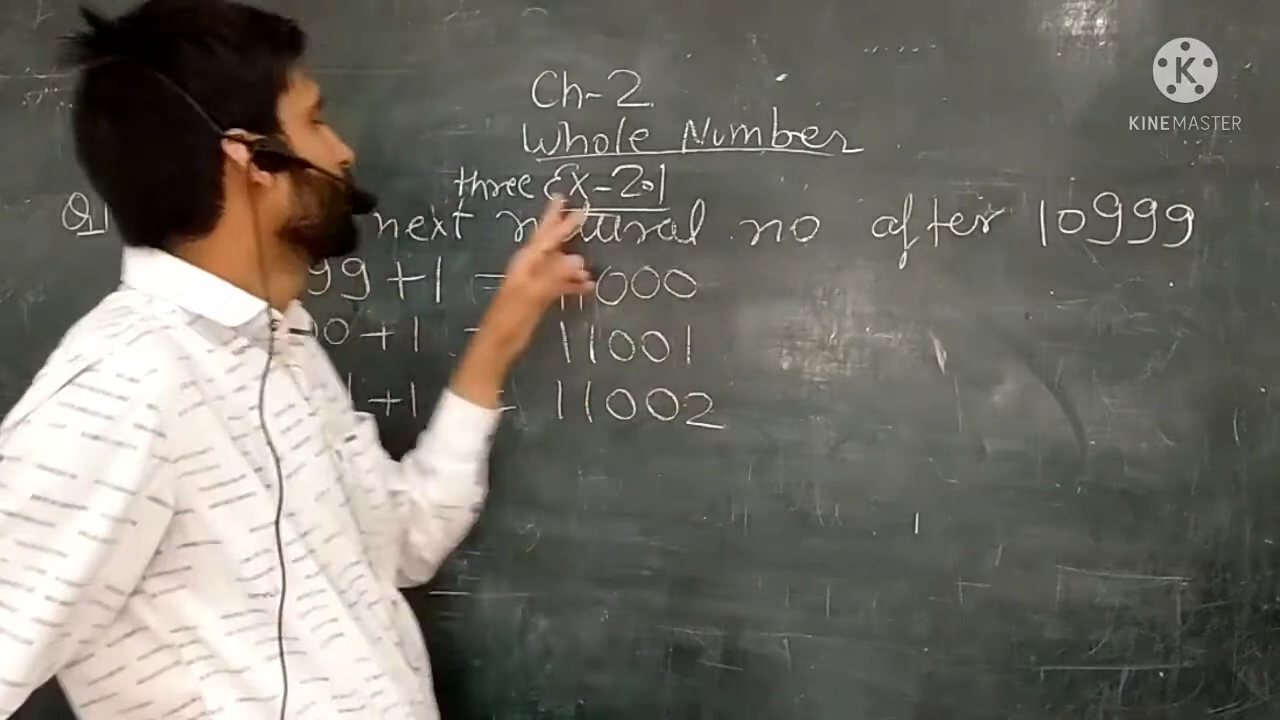 KINEMASTER
Ch-2
Whole Number
three Ex-2.1
Q1 next natural no after 10999
99+1 = 11000
00+1 = 11001
1+1 = 11002